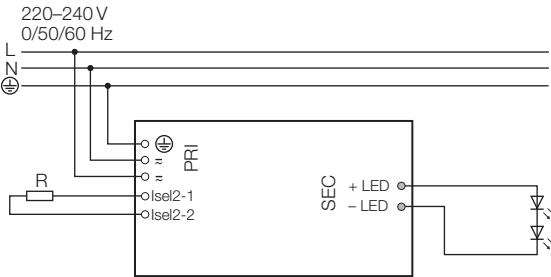 220–240 V
0/50/60 Hz
L
N
PRI
≂
≂
R
Isel2-1
Isel2-2
SEC
+ LED
– LED